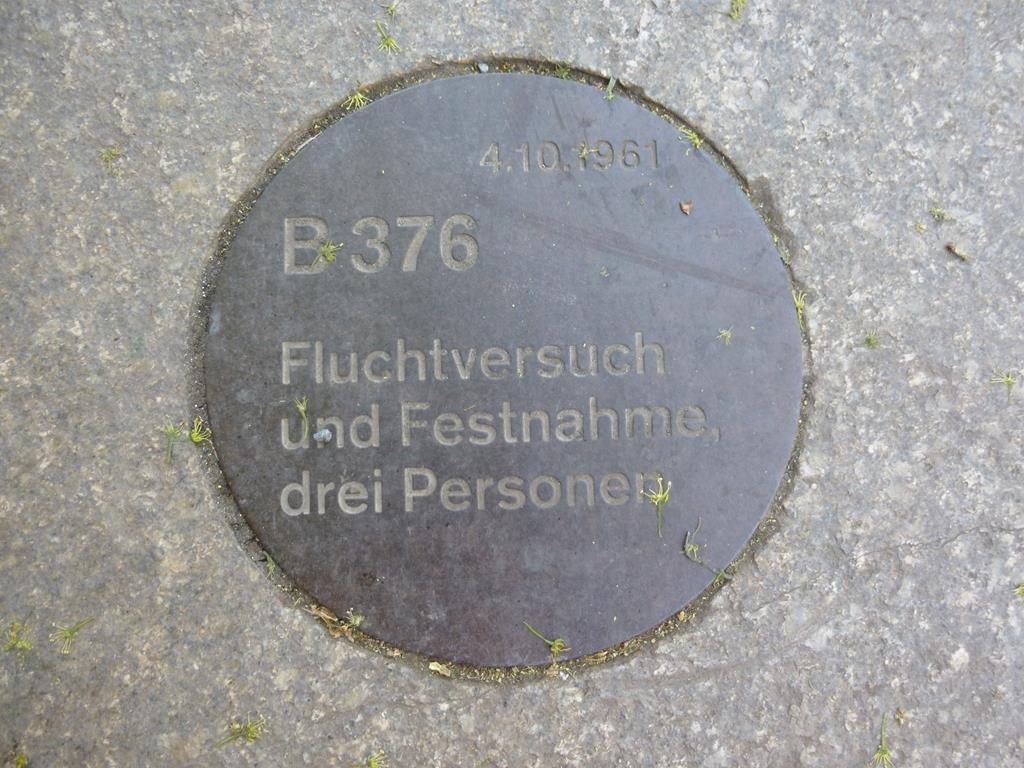 4.10.1961
B 376
Fluchtversuch
und Festnahme,
drei Personen